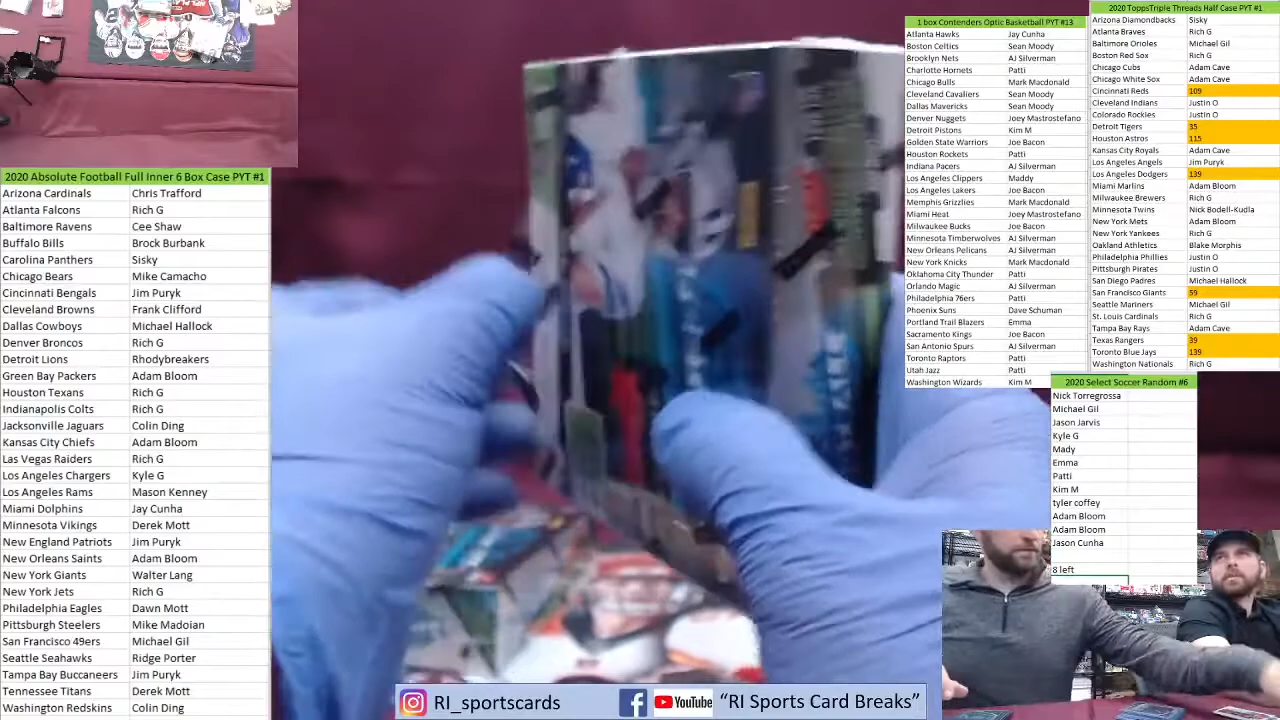 2020 Absolute Football Full Inner 6 Box Case PYT #1
Arizona Cardinals Chris Trafford
Atlanta Falcons Rich G
Baltimore Ravens Cee Shaw
Buffalo Bills Brock Burbank
Carolina Panthers Sisky
Chicago Bears Mike Camacho
Cincinnati Bengals Jim Puryk
Cleveland Browns Frank Clifford
Dallas Cowboys Michael Hallock
Denver Broncos Rich G
Detroit Lions Rhodybreakers
Green Bay Packers Adam Bloom
Houston Texans Rich G
Indianapolis Colts Rich G
Jacksonville Jaguars Colin Ding
Kansas City Chiefs Adam Bloom
Las Vegas Raiders Rich G
Los Angeles Chargers Kyle G
Los Angeles Rams Mason Kenney
Miami Dolphins Jay Cunha
Minnesota Vikings Derek Mott
New England Patriots Jim Puryk
New Orleans Saints Adam Bloom
New York Giants Walter Lang
New York Jets Rich G
Philadelphia Eagles Dawn Mott
Pittsburgh Steelers Mike Madoian
San Francisco 49ers Michael Gil
Seattle Seahawks Ridge Porter
Tampa Bay Buccaneers Jim Puryk
Tennessee Titans Derek Mott
Washington Redskins Colin Ding
1 box Contenders Optic Basketball PYT #13
Atlanta Hawks Jay Cunha
Boston Celtics Sean Moody
Brooklyn Nets AJ Silverman
Charlotte Hornets Patti
Chicago Bulls Mark Macdonald
Cleveland Cavaliers Sean Moody
Dallas Mavericks Sean Moody
Denver Nuggets Joey Mastrostefano
Detroit Pistons Kim M
Golden State Warriors Joe Bacon
Houston Rockets Patti
Indiana Pacers AJ Silverman
Los Angeles Clippers Maddy
Los Angeles Lakers Joe Bacon
Memphis Grizzlies Mark Macdonald
Miami Heat Joey Mastrostefano
Milwaukee Bucks Joe Bacon
Minnesota Timberwolves AJ Silverman
New Orleans Pelicans AJ Silverman
New York Knicks Mark Macdonald
Oklahoma City Thunder Patti
Orlando Magic AJ Silverman
Philadelphia 76ers Patti
Phoenix Suns Dave Schuman
Portland Trail Blazers Emma
Sacramento Kings Joe Bacon
San Antonio Spurs AJ Silverman
Toronto Raptors Patti
Utah Jazz Patti
Washington Wizards Kim M
2020 ToppsTriple Threads Half Case PYT #1
Arizona Diamondbacks Sisky
Atlanta Braves Rich G
Baltimore Orioles Michael Gil
Boston Red Sox Rich G
Chicago Cubs Adam Cave
Chicago White Sox Adam Cave
Cincinnati Reds 109
Cleveland Indians Justin O
Colorado Rockies Justin O
Detroit Tigers 35
Houston Astros 115
Kansas City Royals Adam Cave
Los Angeles Angels Jim Puryk
Los Angeles Dodgers 139
Miami Marlins Adam Bloom
Milwaukee Brewers Rich G
Minnesota Twins Nick Bodell-Kudla
New York Mets Adam Bloom
New York Yankees Rich G
Oakland Athletics Blake Morphis
Philadelphia Phillies Justin O
Pittsburgh Pirates Justin O
San Diego Padres Michael Hallock
San Francisco Giants 59
Seattle Mariners Michael Gil
St. Louis Cardinals Rich G
Tampa Bay Rays Adam Cave
Texas Rangers 39
Toronto Blue Jays 139
Washington Nationals Rich G
2020 Select Soccer Random #6
Nick Torregrossa
Michael Gil
Jason Jarvis
Kyle G
Mady
Emma
Patti
Kim M
tyler coffey
Adam Bloom
Adam Bloom
Jason Cunha
8 left
RI_sportscards
YouTube
"RI Sports Card Breaks"